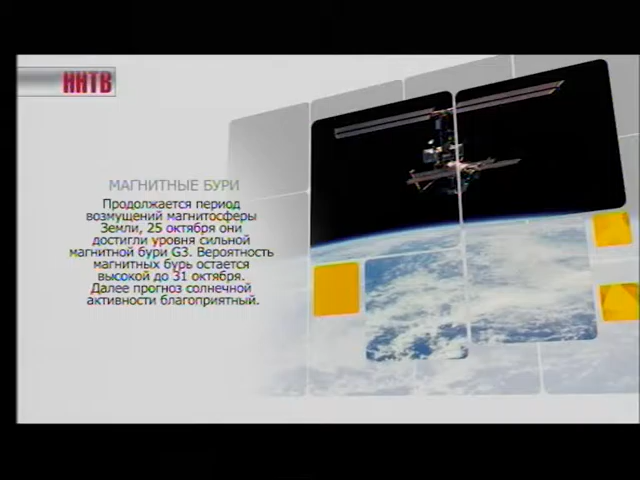 ННТВ
МАГНИТНЫЕ БУРИ
Продолжается период
возмущений магнитосферы
Земли, 25 октября они
достигли уровня сильной
магнитной бури G3. Вероятность
магнитных бурь остается
высокой до 31 октября.
Далее прогноз солнечной
активности благоприятный.